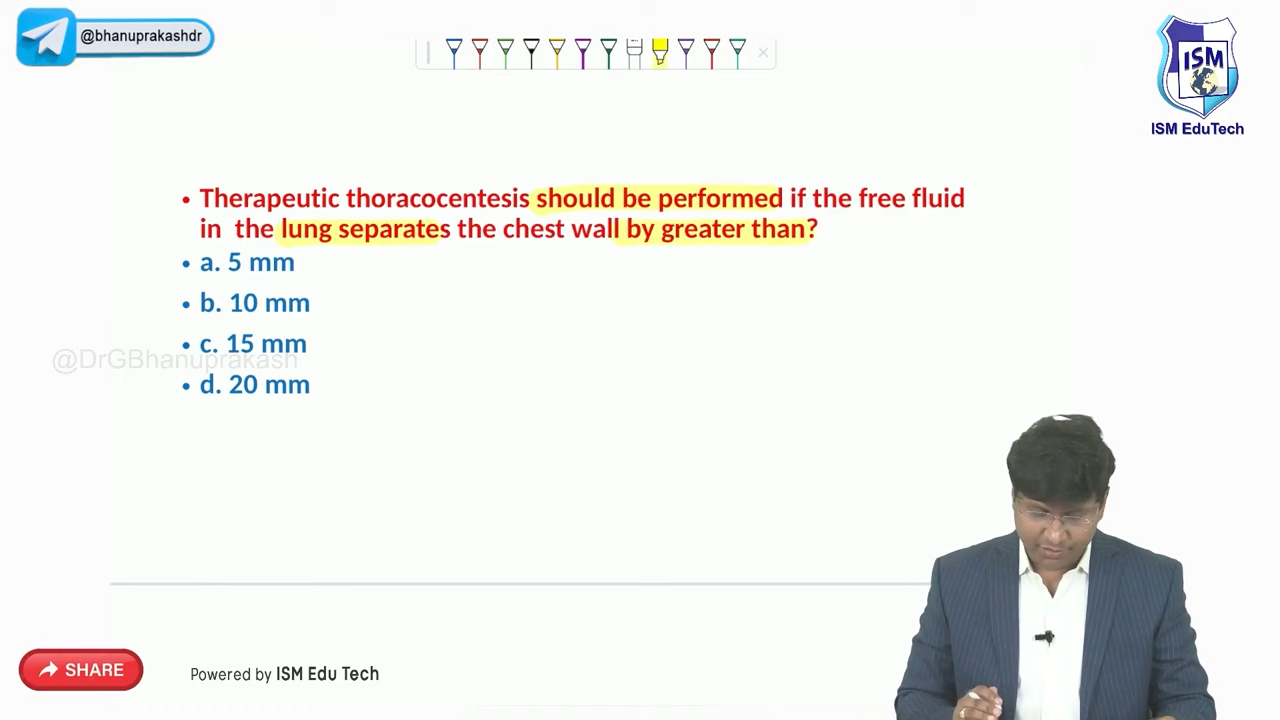 @bhanuprakashdr
ISM
ISM EduTech
• Therapeutic thoracocentesis should be performed if the free fluid
in the lung separates the chest wall by greater than?
• a. 5 mm
• b. 10 mm
• c. 15 mm
@DrGBhanuprakash
• d. 20 mm
SHARE
Powered by ISM Edu Tech